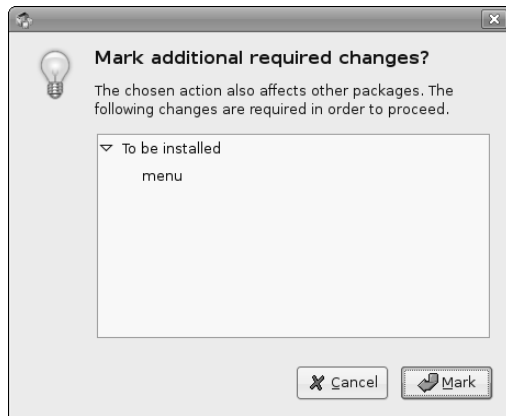 Mark additional required changes?
The chosen action also affects other packages. The
following changes are required in order to proceed.
To be installed
menu
Cancel
Mark